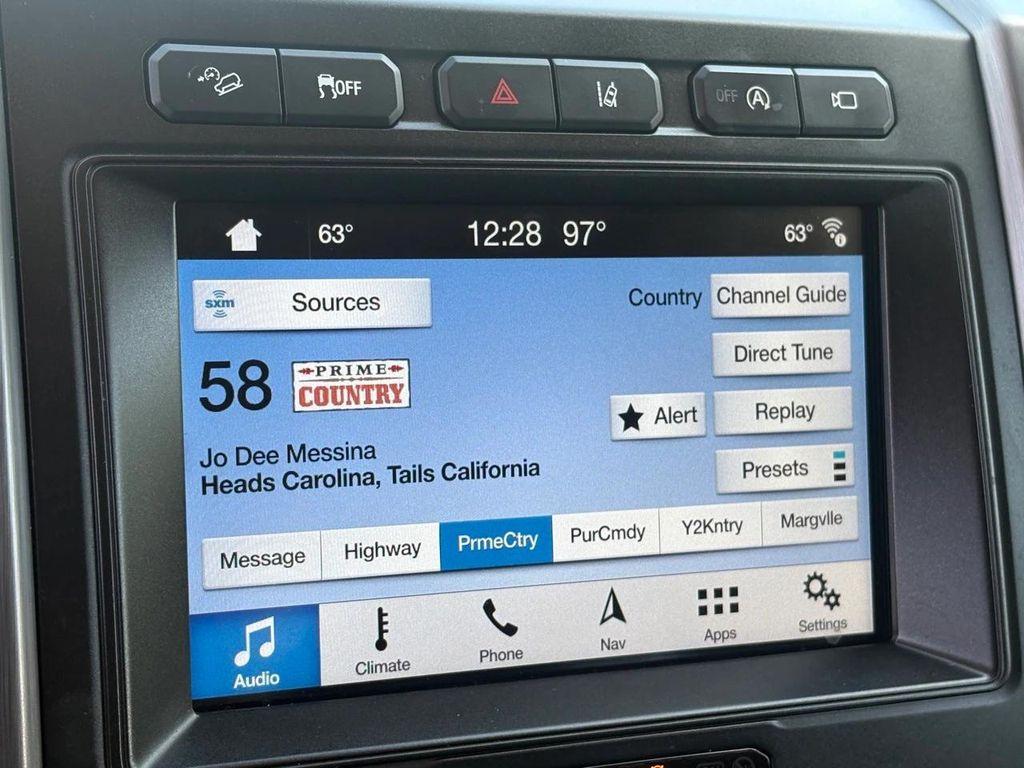 OFF
OFF A
63°
12:28
97°
63°
sxm Sources
Country
Channel Guide
58
PRIME
COUNTRY
Direct Tune
Alert
Replay
Jo Dee Messina
Heads Carolina, Tails California
Presets
Message
Highway
PrmeCtry
PurCmdy
Y2Kntry
Margvlle
Audio
Climate
Phone
Nav
Apps
Settings